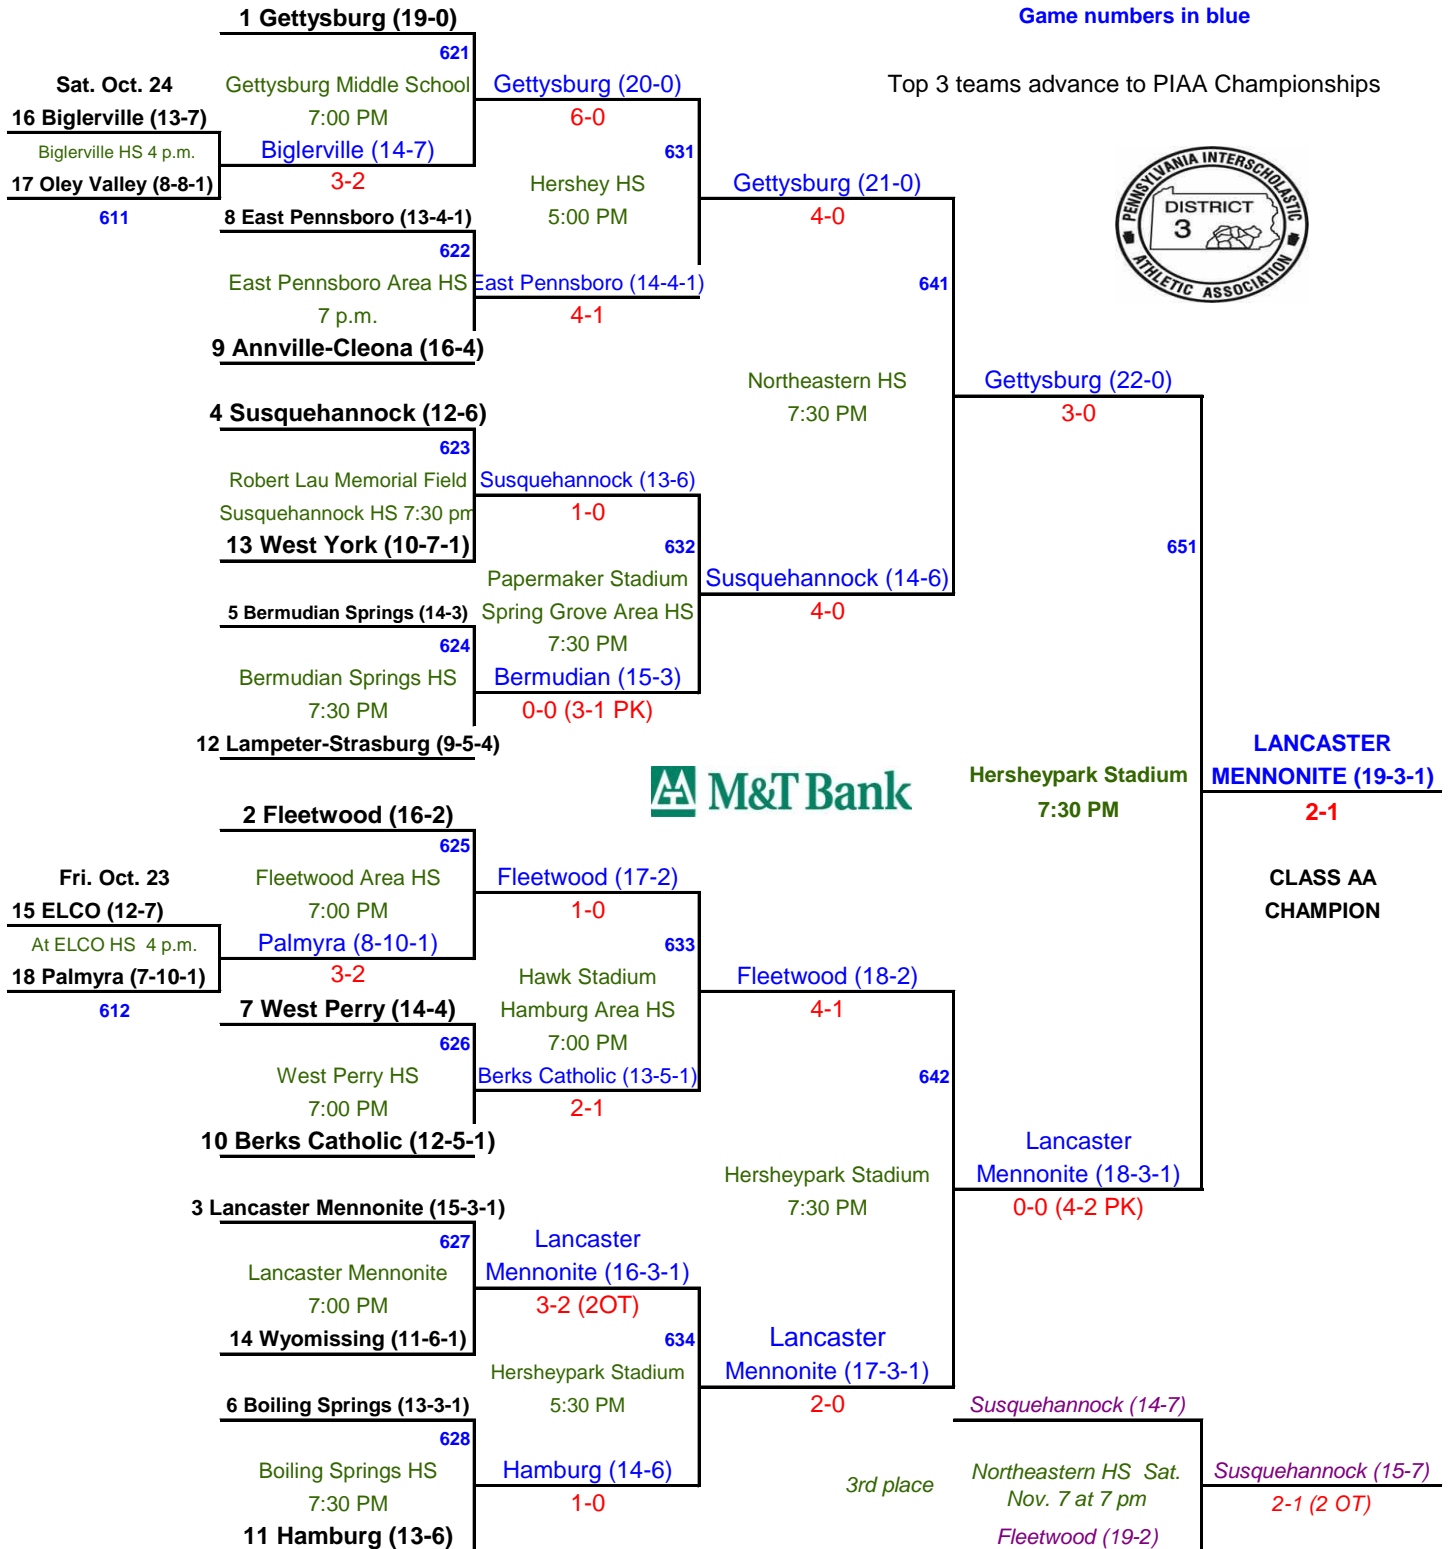 1 Gettysburg (19-0)
Game numbers in blue
621
Sat. Oct. 24
Gettysburg Middle School
Gettysburg (20-0)
Top 3 teams advance to PIAA Championships
16 Biglerville (13-7)
7:00 PM
6-0
Biglerville HS 4 p.m.
Biglerville (14-7)
631
17 Oley Valley (8-8-1)
3-2
Hershey HS
Gettysburg (21-0)
611
8 East Pennsboro (13-4-1)
5:00 PM
4-0
PENNSYLVANIA INTERSCHOLASTIC
DISTRICT
3
ATHLETIC ASSOCIATION
622
East Pennsboro Area HS
East Pennsboro (14-4-1)
641
7 p.m.
4-1
9 Annville-Cleona (16-4)
Northeastern HS
Gettysburg (22-0)
4 Susquehannock (12-6)
7:30 PM
3-0
623
Robert Lau Memorial Field
Susquehannock (13-6)
Susquehannock HS 7:30 pm
1-0
13 West York (10-7-1)
632
651
Papermaker Stadium
Susquehannock (14-6)
5 Bermudian Springs (14-3)
Spring Grove Area HS
4-0
624
7:30 PM
Bermudian Springs HS
Bermudian (15-3)
7:30 PM
0-0 (3-1 PK)
12 Lampeter-Strasburg (9-5-4)
LANCASTER
M&T Bank
Hersheypark Stadium
MENNONITE (19-3-1)
2 Fleetwood (16-2)
7:30 PM
2-1
625
Fri. Oct. 23
Fleetwood Area HS
Fleetwood (17-2)
CLASS AA
15 ELCO (12-7)
7:00 PM
1-0
CHAMPION
At ELCO HS 4 p.m.
Palmyra (8-10-1)
633
18 Palmyra (7-10-1)
3-2
Hawk Stadium
Fleetwood (18-2)
612
7 West Perry (14-4)
Hamburg Area HS
4-1
626
7:00 PM
West Perry HS
Berks Catholic (13-5-1)
642
7:00 PM
2-1
10 Berks Catholic (12-5-1)
Lancaster
Hersheypark Stadium
Mennonite (18-3-1)
3 Lancaster Mennonite (15-3-1)
7:30 PM
0-0 (4-2 PK)
627
Lancaster
Lancaster Mennonite
Mennonite (16-3-1)
7:00 PM
3-2 (2OT)
14 Wyomissing (11-6-1)
634
Lancaster
Hersheypark Stadium
Mennonite (17-3-1)
6 Boiling Springs (13-3-1)
5:30 PM
2-0
Susquehannock (14-7)
628
Boiling Springs HS
Hamburg (14-6)
3rd place
Northeastern HS Sat.
Susquehannock (15-7)
7:30 PM
1-0
Nov. 7 at 7 pm
2-1 (2 OT)
11 Hamburg (13-6)
Fleetwood (19-2)